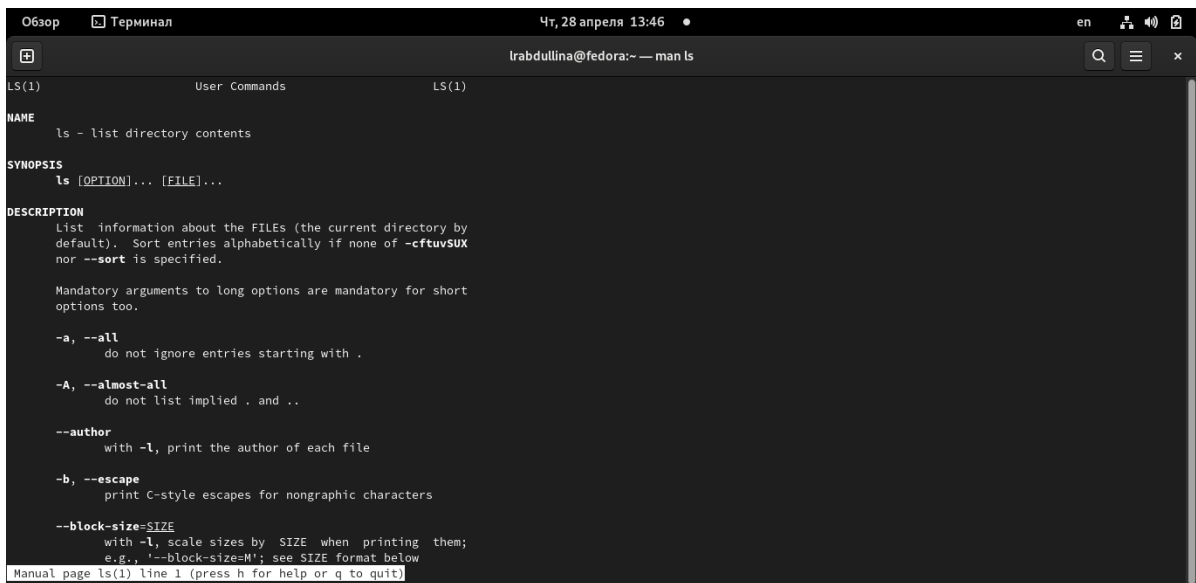 Обзор Терминал Чт, 28 апреля 13:46 en
lrabdullina@fedora:~ — man ls
LS(1) User Commands LS(1)
NAME
ls - list directory contents
SYNOPSIS
ls [OPTION]... [FILE]...
DESCRIPTION
List information about the FILEs (the current directory by
default). Sort entries alphabetically if none of -cftuvSUX
nor --sort is specified.
Mandatory arguments to long options are mandatory for short
options too.
-a, --all
do not ignore entries starting with .
-A, --almost-all
do not list implied . and ..
--author
with -l, print the author of each file
-b, --escape
print C-style escapes for nongraphic characters
--block-size=SIZE
with -l, scale sizes by SIZE when printing them;
e.g., '--block-size=M'; see SIZE format below
Manual page ls(1) line 1 (press h for help or q to quit)